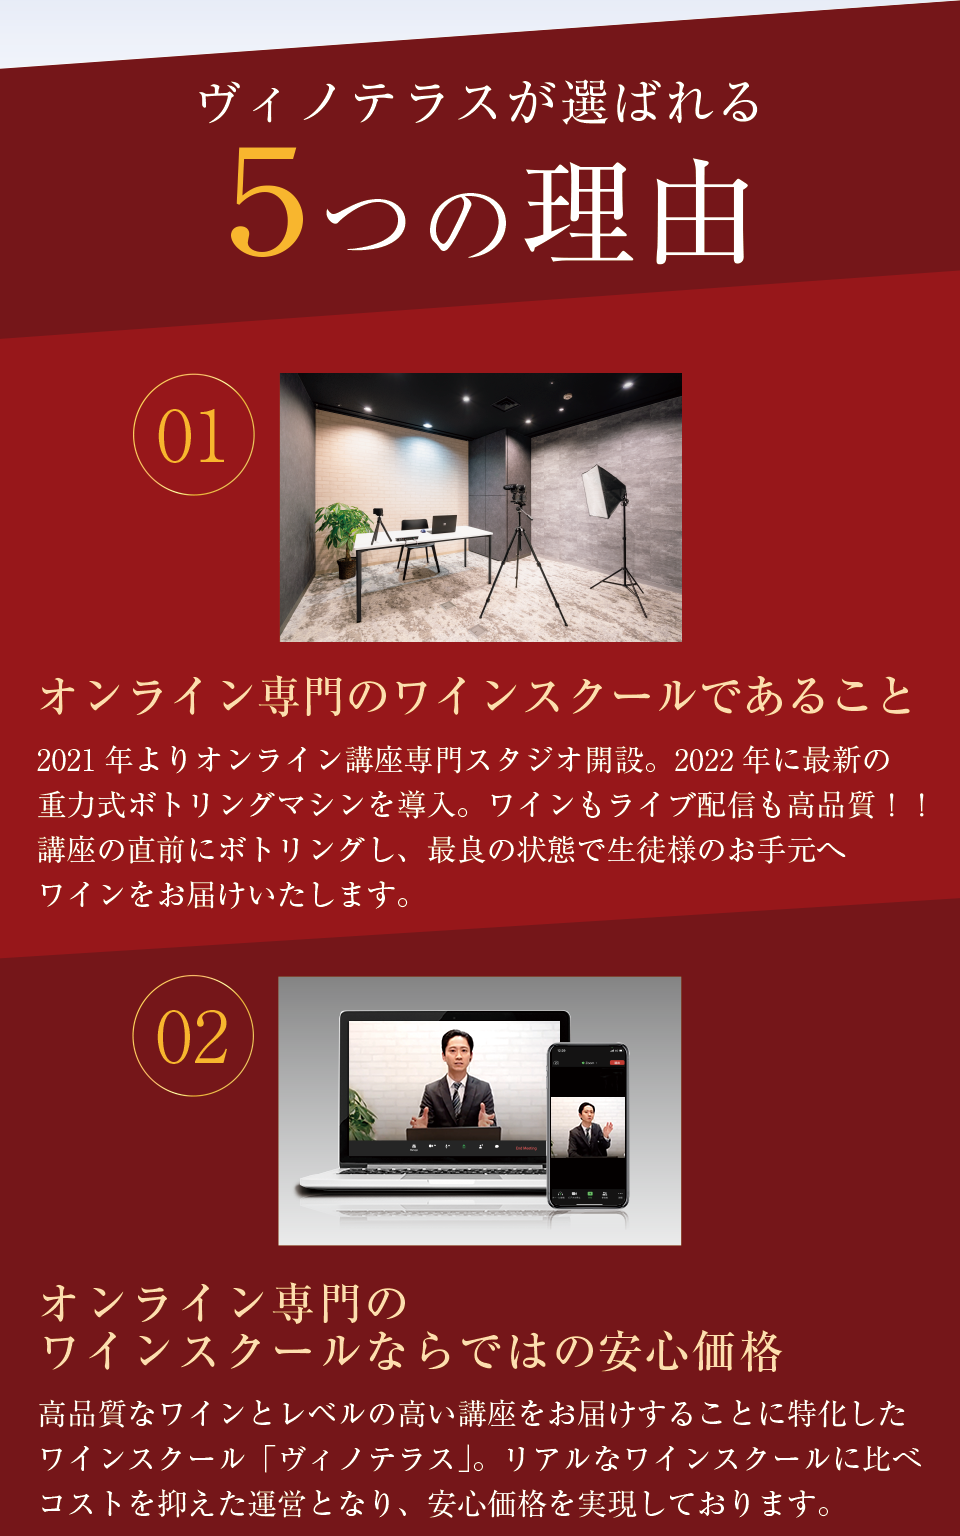 ヴィノテラスが選ばれる
5つの理由
01
オンライン専門のワインスクールであること
2021 年よりオンライン講座専門スタジオ開設。2022 年に最新の
重力式ボトリングマシンを導入。ワインもライブ配信も高品質！！
講座の直前にボトリングし、最良の状態で生徒様のお手元へ
ワインをお届けいたします。
02
オンライン専門の
ワインスクールならではの安心価格
高品質なワインとレベルの高い講座をお届けすることに特化した
ワインスクール「ヴィノテラス」。リアルなワインスクールに比べ
コストを抑えた運営となり、安心価格を実現しております。